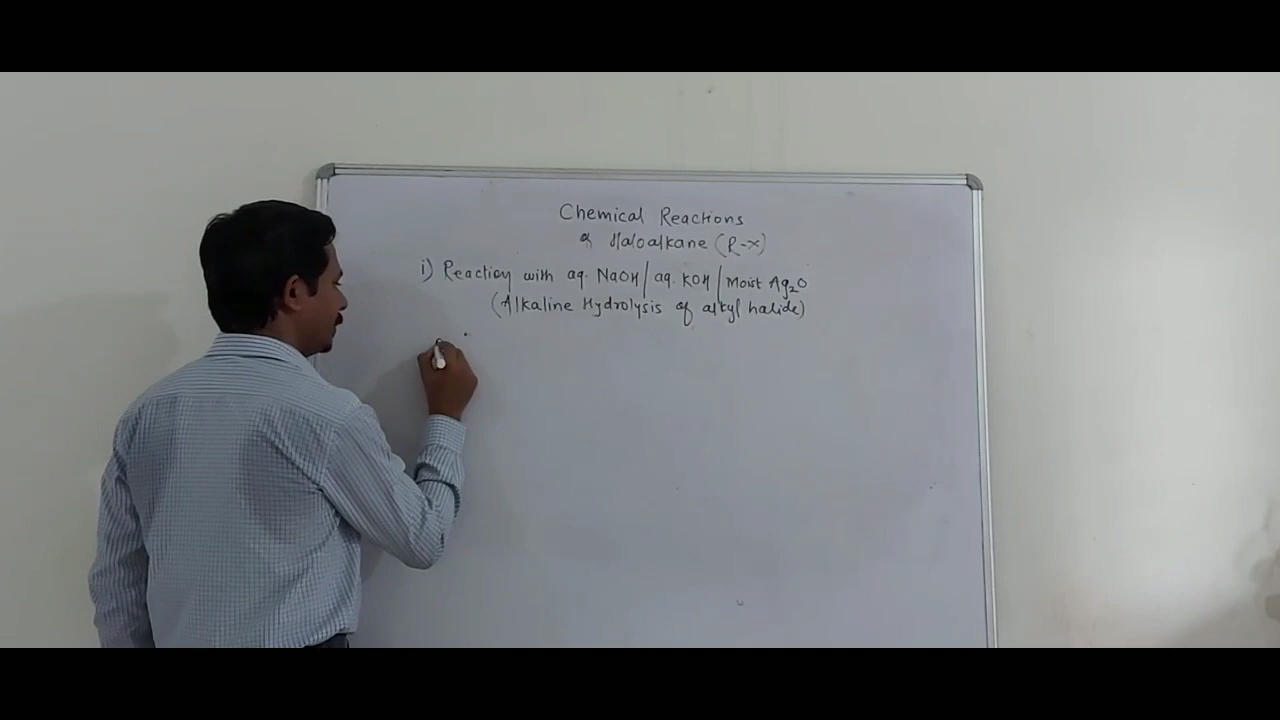 Chemical Reactions
of Haloalkane (R-X)
i) Reaction with aq. NaOH/aq. KOH/Moist Ag₂O
(Alkaline Hydrolysis of alkyl halide)